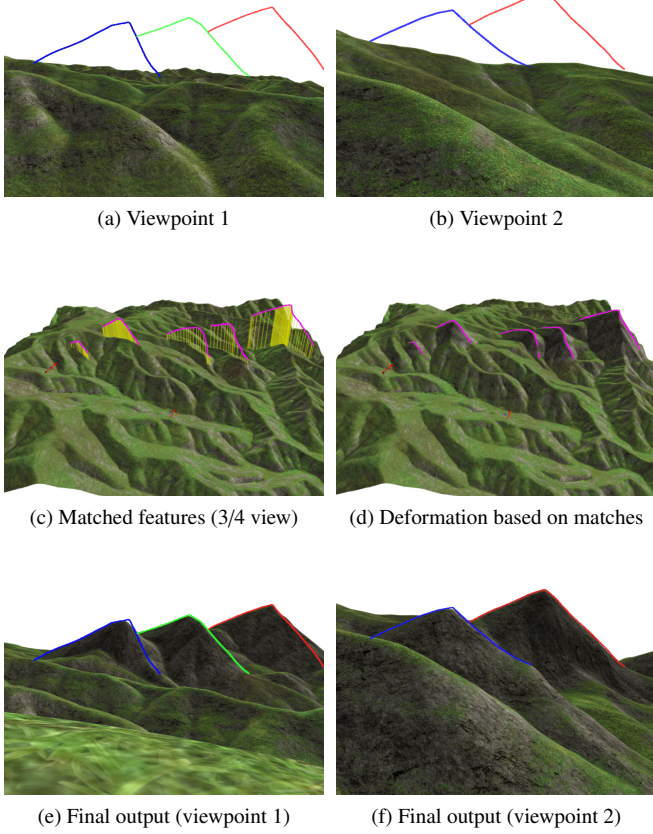 (a) Viewpoint 1
(b) Viewpoint 2
(c) Matched features (3/4 view)
(d) Deformation based on matches
(e) Final output (viewpoint 1)
(f) Final output (viewpoint 2)